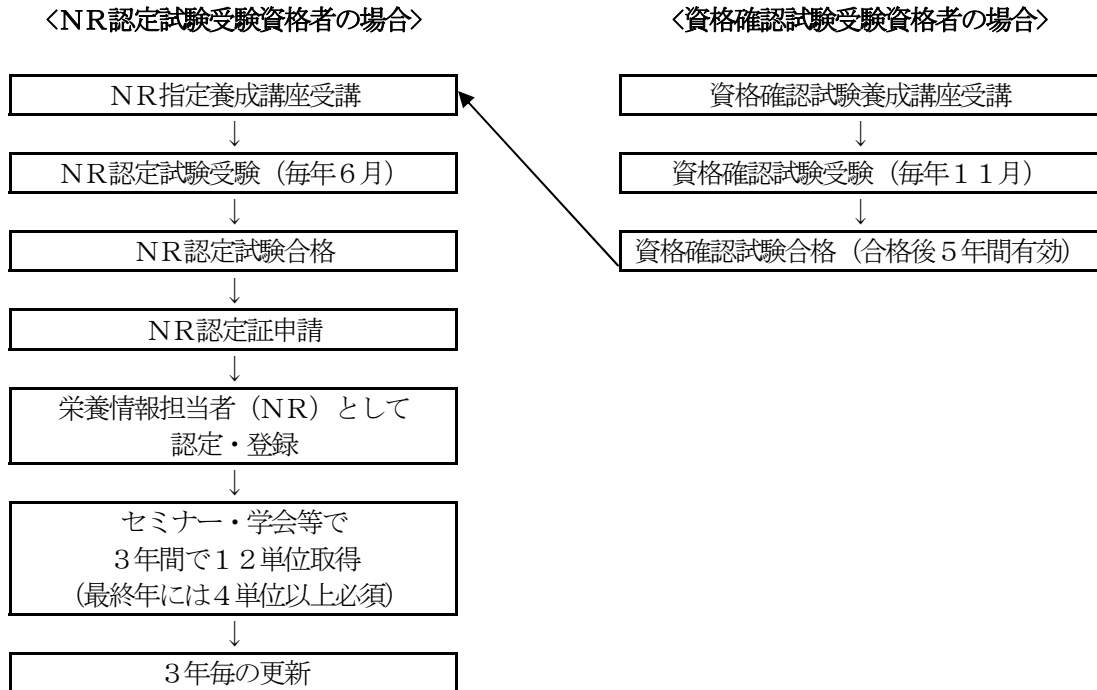 〈ＮＲ認定試験受験資格者の場合〉
ＮＲ指定養成講座受講
↓
ＮＲ認定試験受験（毎年６月）
↓
ＮＲ認定試験合格
↓
ＮＲ認定証申請
↓
栄養情報担当者（ＮＲ）として
認定・登録
↓
セミナー・学会等で
３年間で１２単位取得
（最終年には４単位以上必須）
↓
３年毎の更新
〈資格確認試験受験資格者の場合〉
資格確認試験養成講座受講
↓
資格確認試験受験（毎年１１月）
↓
資格確認試験合格（合格後５年間有効）